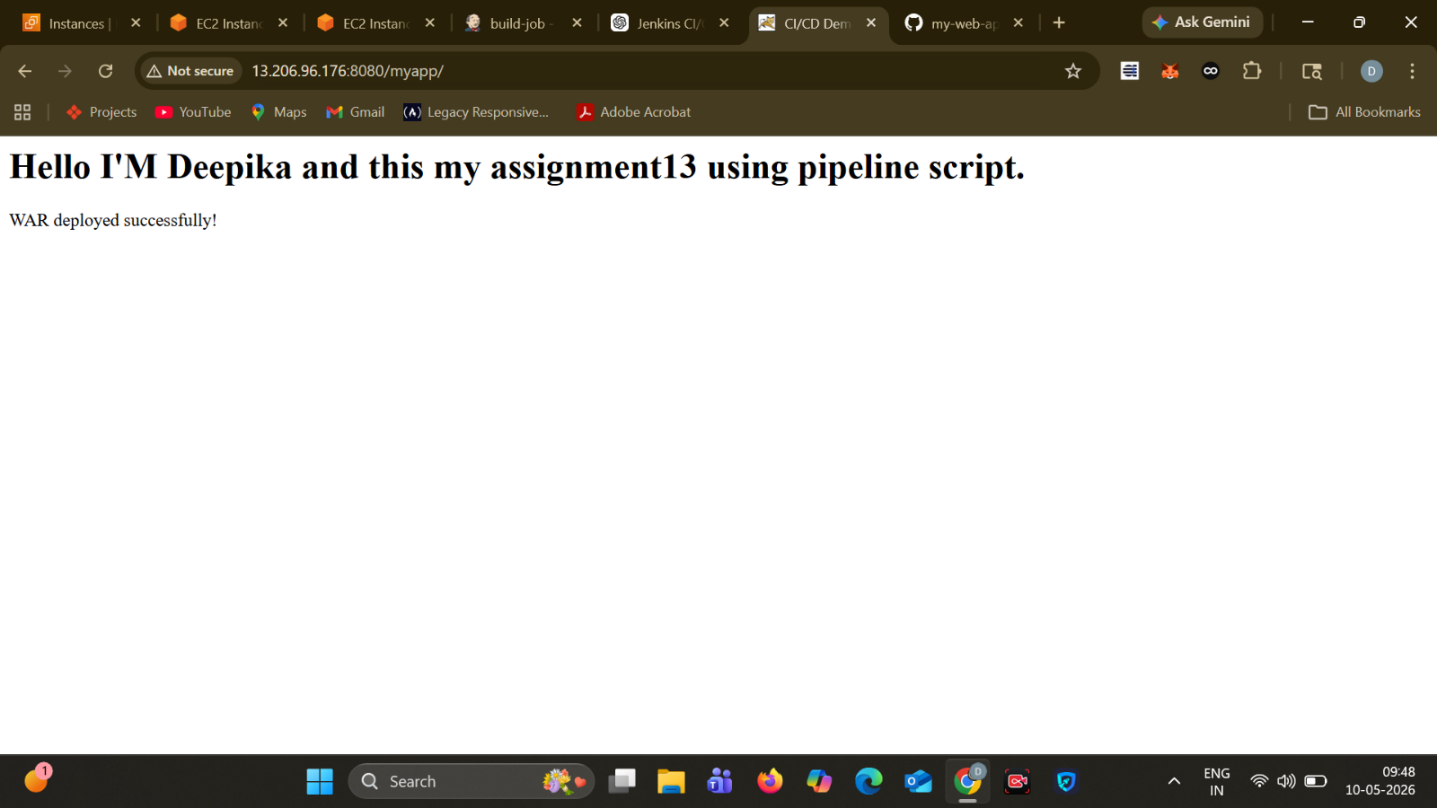 Instances |
EC2 Instanc
EC2 Instanc
build-job -
Jenkins CI/
CI/CD Dem
my-web-ap
Ask Gemini
Not secure
13.206.96.176:8080/myapp/
D
Projects
YouTube
Maps
Gmail
Legacy Responsive...
Adobe Acrobat
All Bookmarks
Hello I'M Deepika and this my assignment13 using pipeline script.
WAR deployed successfully!
1
Search
D
ENG
IN
09:48
10-05-2026